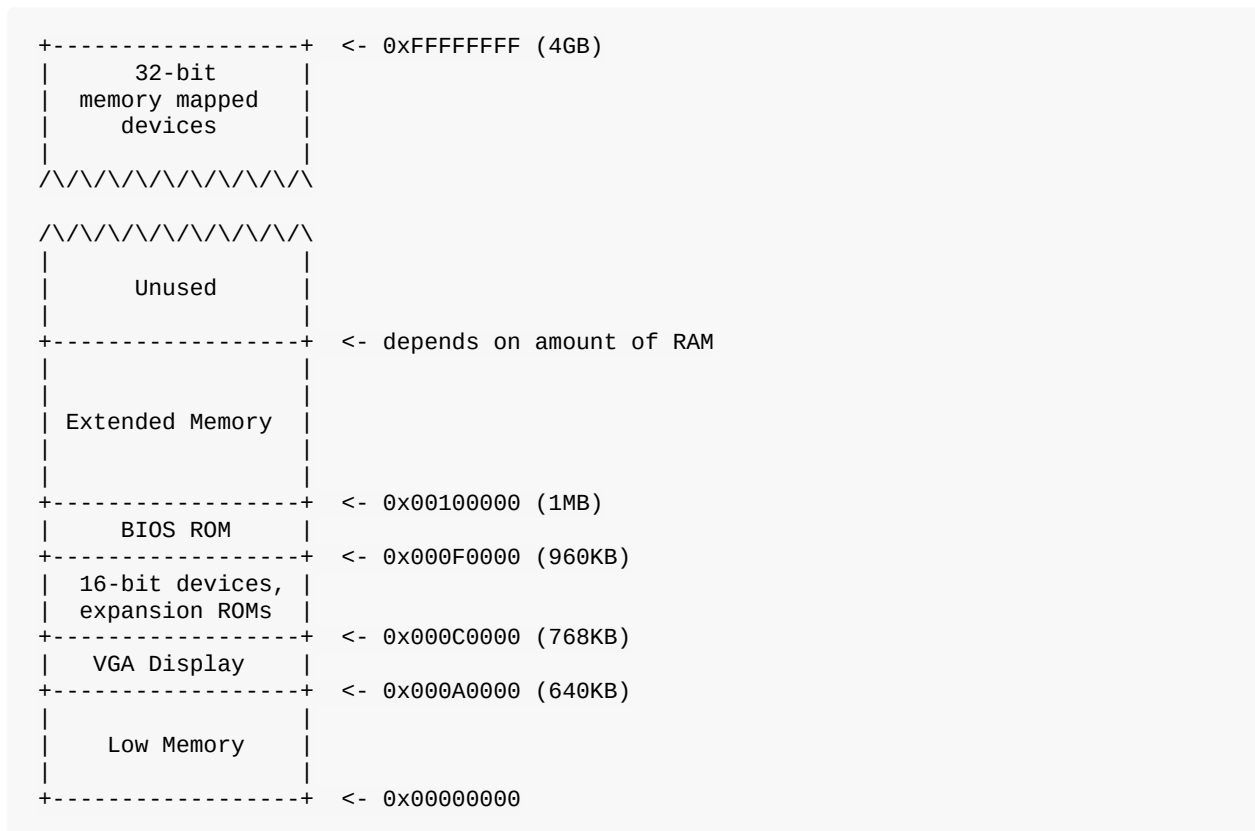 +------------------+  <- 0xFFFFFFFF (4GB)
|      32-bit      |
|  memory mapped   |
|     devices      |
|                  |
/\/\/\/\/\/\/\/\/\/\

/\/\/\/\/\/\/\/\/\/\
|                  |
|      Unused      |
|                  |
+------------------+  <- depends on amount of RAM
|                  |
|                  |
| Extended Memory  |
|                  |
|                  |
+------------------+  <- 0x00100000 (1MB)
|     BIOS ROM     |
+------------------+  <- 0x000F0000 (960KB)
|  16-bit devices, |
|  expansion ROMs  |
+------------------+  <- 0x000C0000 (768KB)
|   VGA Display    |
+------------------+  <- 0x000A0000 (640KB)
|                  |
|    Low Memory    |
|                  |
+------------------+  <- 0x00000000